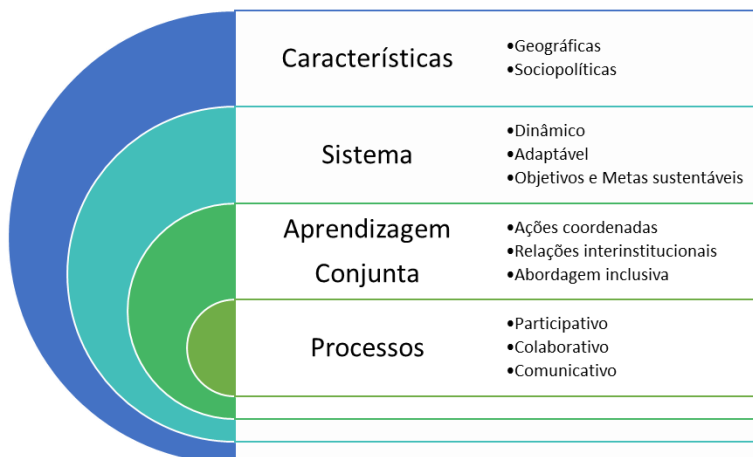 Características
•Geográficas
•Sociopolíticas
Sistema
•Dinâmico
•Adaptável
•Objetivos e Metas sustentáveis
Aprendizagem
Conjunta
•Ações coordenadas
•Relações interinstitucionais
•Abordagem inclusiva
Processos
•Participativo
•Colaborativo
•Comunicativo